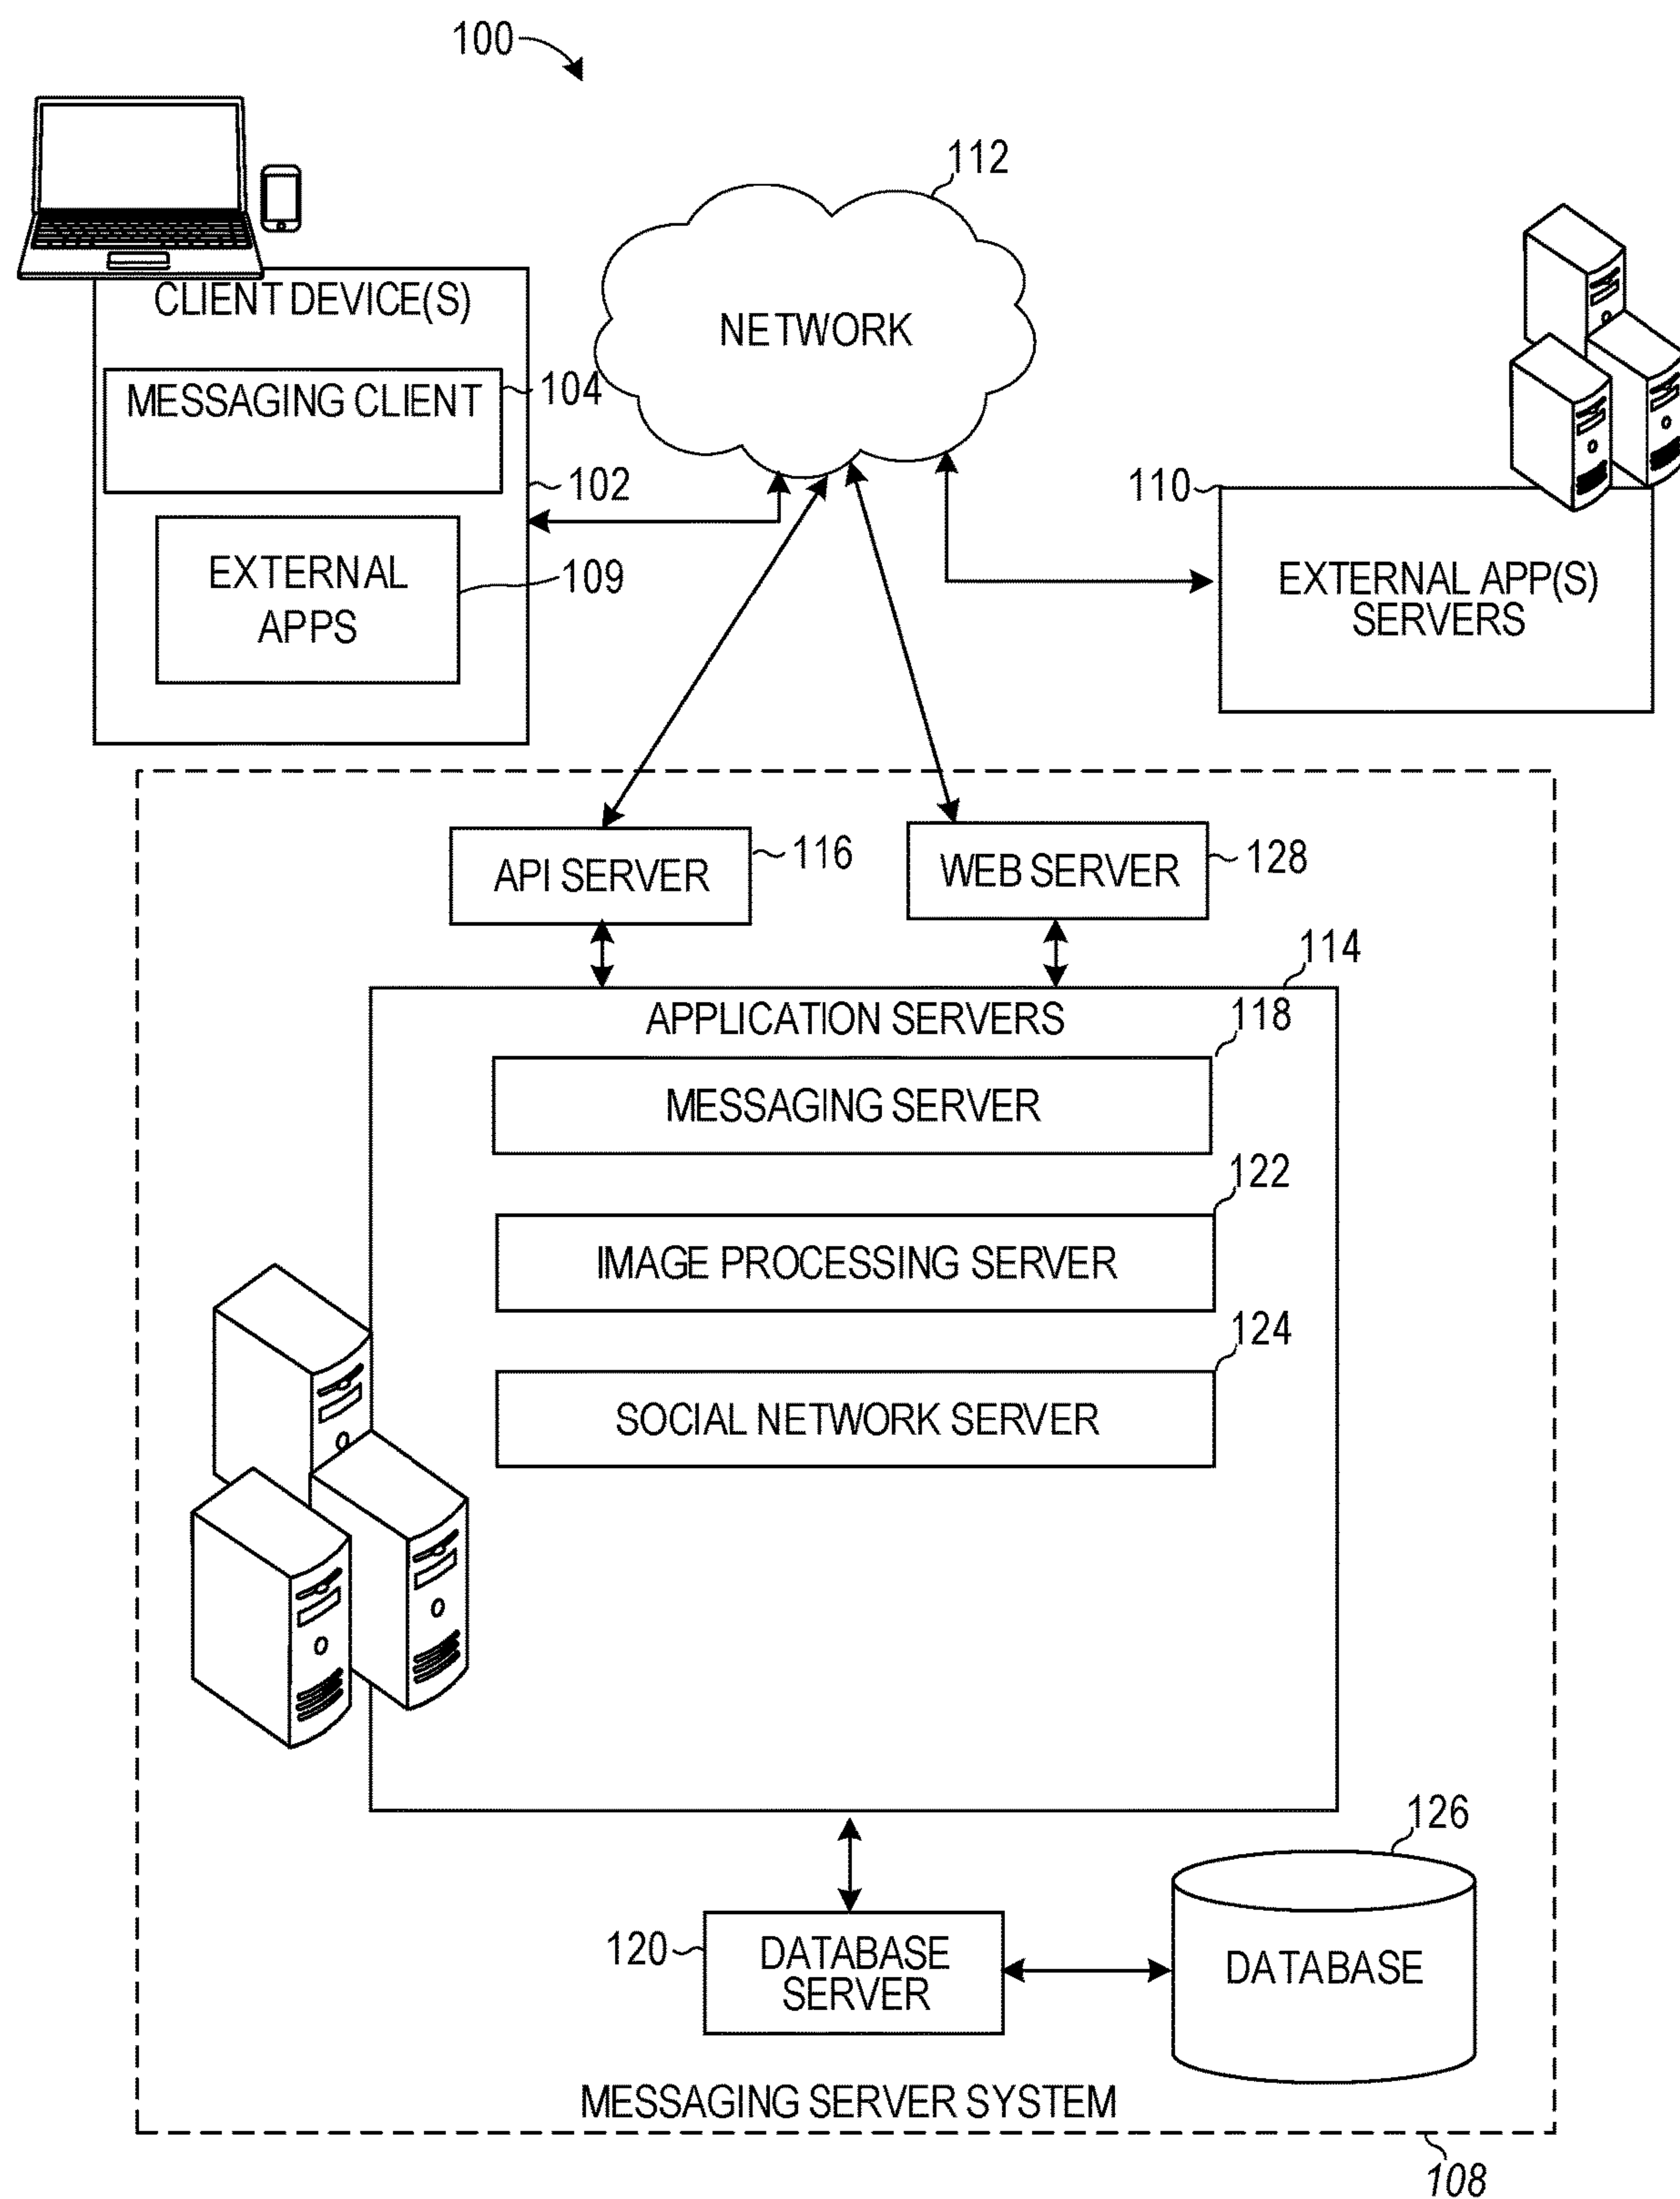 100
112
CLIENT DEVICE(S)
NETWORK
MESSAGING CLIENT
104
102
110
EXTERNAL
APPS
109
EXTERNAL APP(S)
SERVERS
API SERVER
116
WEB SERVER
128
114
APPLICATION SERVERS
118
MESSAGING SERVER
122
IMAGE PROCESSING SERVER
124
SOCIAL NETWORK SERVER
126
120
DATABASE
SERVER
DATABASE
MESSAGING SERVER SYSTEM
108